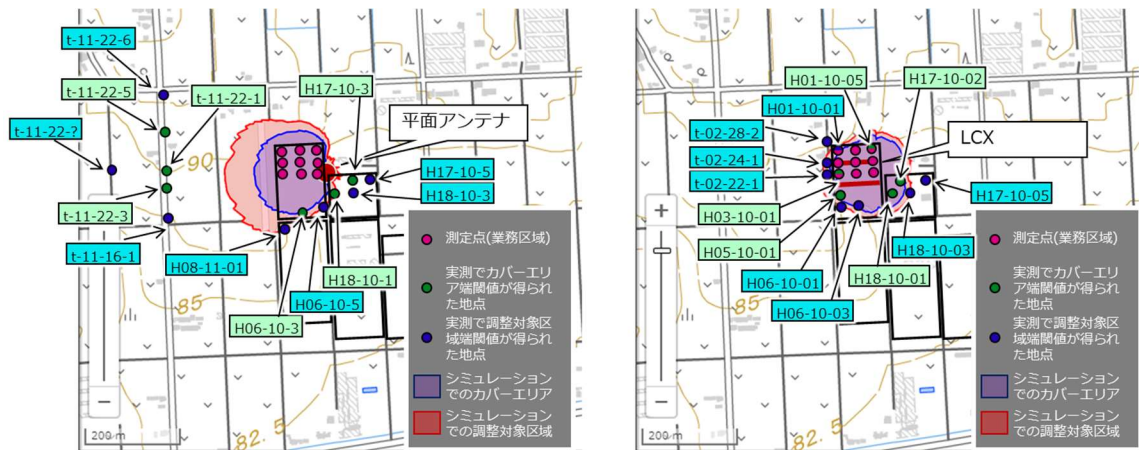 t-11-22-6
t-11-22-5
t-11-22-1
H17-10-3
平面アンテナ
t-11-22-?
90
H17-10-5
H18-10-3
t-11-22-3
t-11-16-1
H08-11-01
H18-10-1
H06-10-5
H06-10-3
85
82.5
200 m
測定点(業務区域)
実測でカバーエリ
ア端閾値が得られ
た地点
実測で調整対象区
域端閾値が得られ
た地点
シミュレーション
でのカバーエリア
シミュレーション
での調整対象区域
H01-10-05
H17-10-02
H01-10-01
LCX
t-02-28-2
t-02-24-1
t-02-22-1
H17-10-05
H03-10-01
H05-10-01
H18-10-03
H06-10-01
H18-10-01
H06-10-03
85
82.5
200 m
測定点(業務区域)
実測でカバーエリ
ア端閾値が得られ
た地点
実測で調整対象区
域端閾値が得られ
た地点
シミュレーション
でのカバーエリア
シミュレーション
での調整対象区域